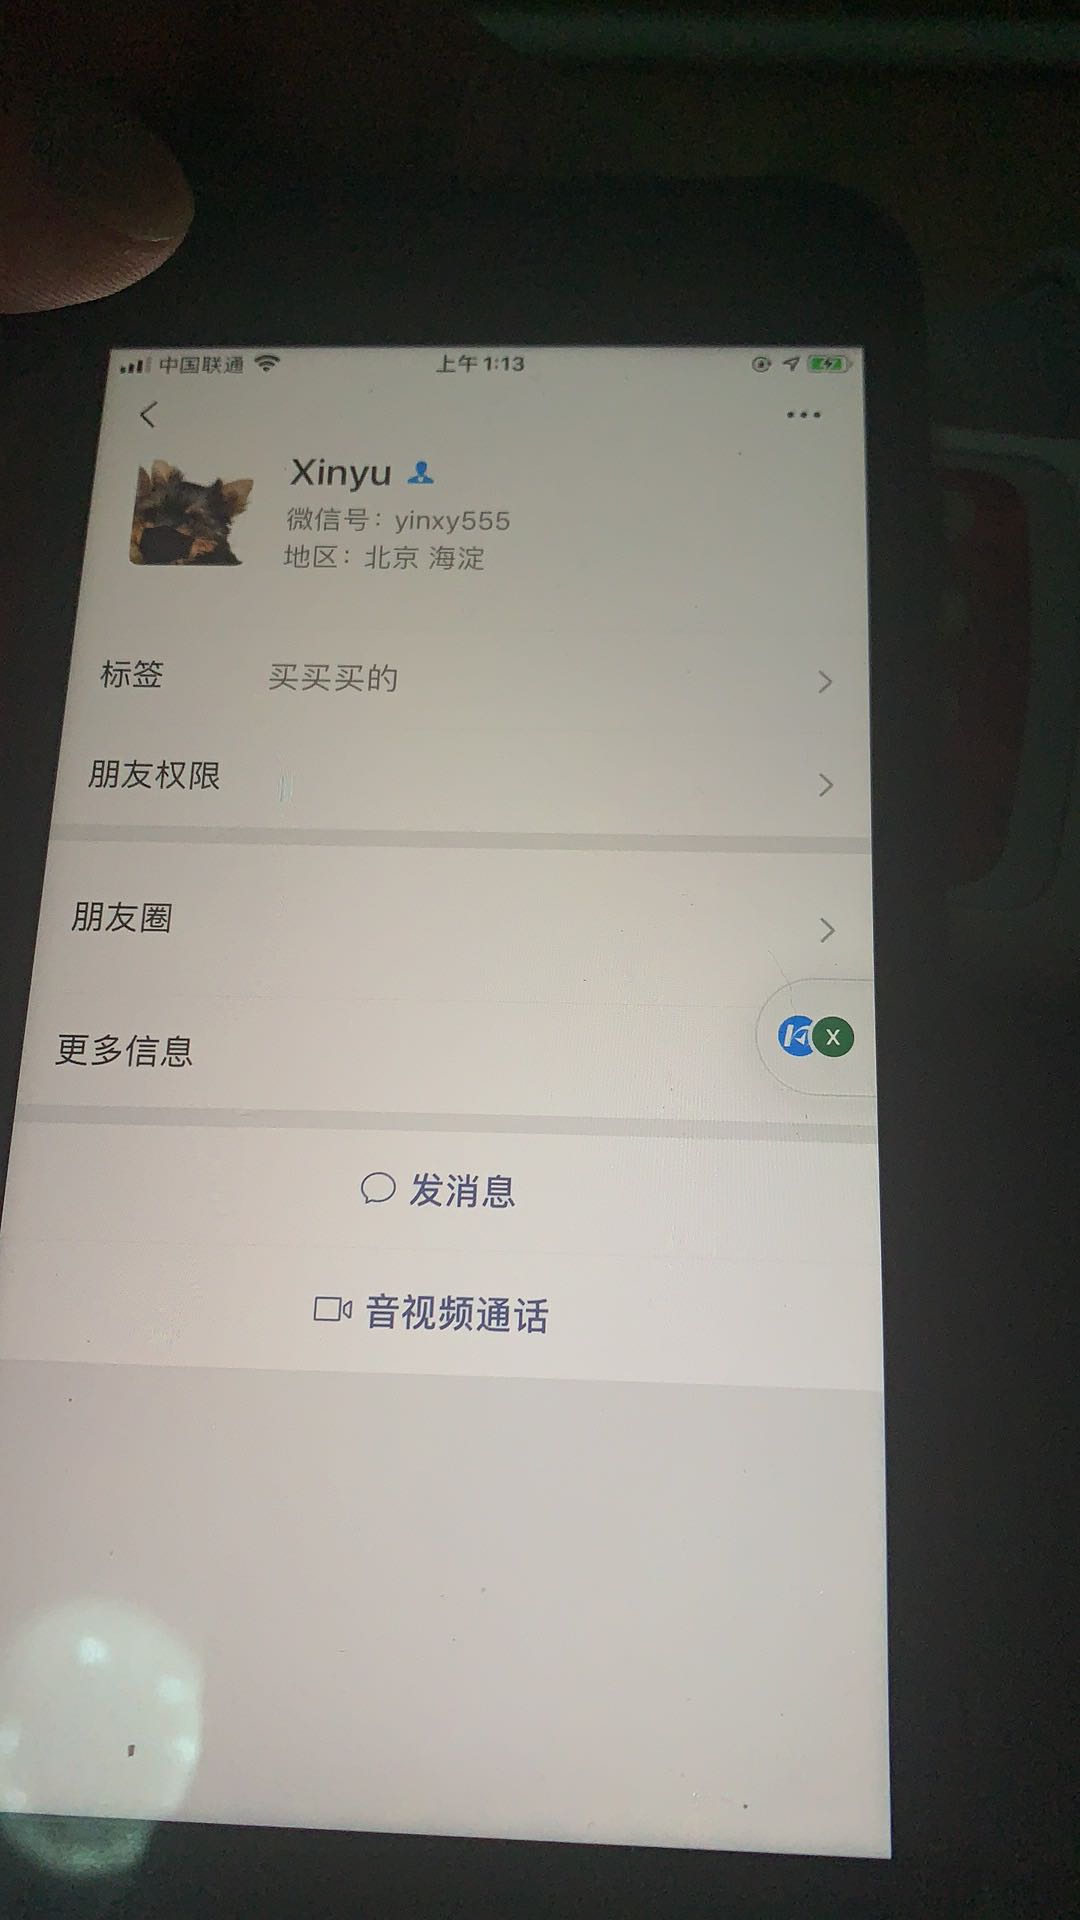 中国联通 上午1:13
Xinyu
微信号：yinxy555
地区：北京 海淀
标签 买买买的
朋友权限
朋友圈
更多信息
X
发消息
音视频通话